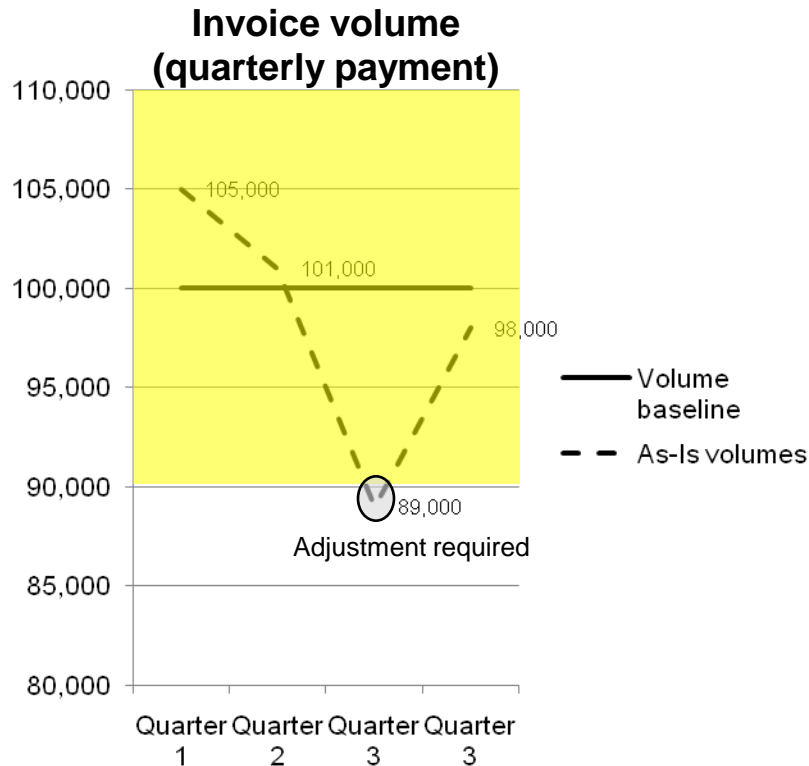 Invoice volume
(quarterly payment)
110,000
105,000
105,000
101,000
100,000
98,000
95,000
90,000
89,000
Adjustment required
85,000
80,000
Quarter Quarter Quarter Quarter
1 2 3 3
Volume
baseline
As-Is volumes